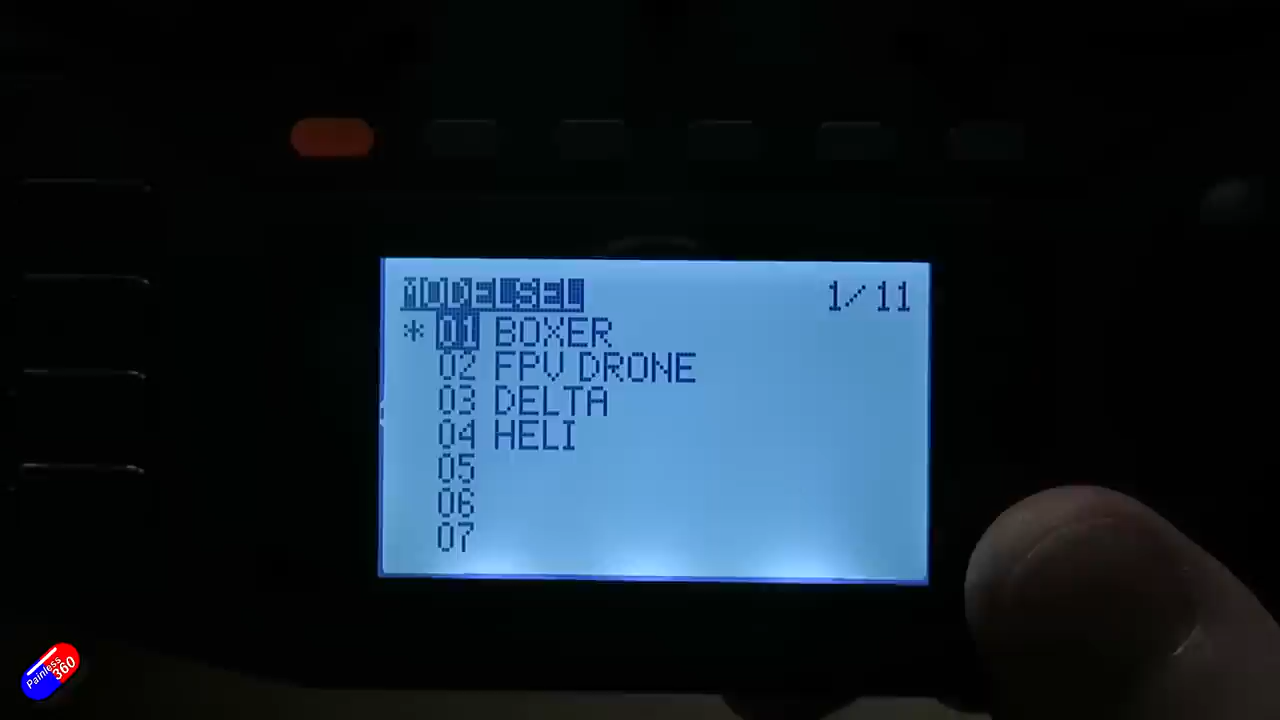 MODELSEL 1/11
* 01 BOXER
02 FPV DRONE
03 DELTA
04 HELI
05
06
07
Painless
360